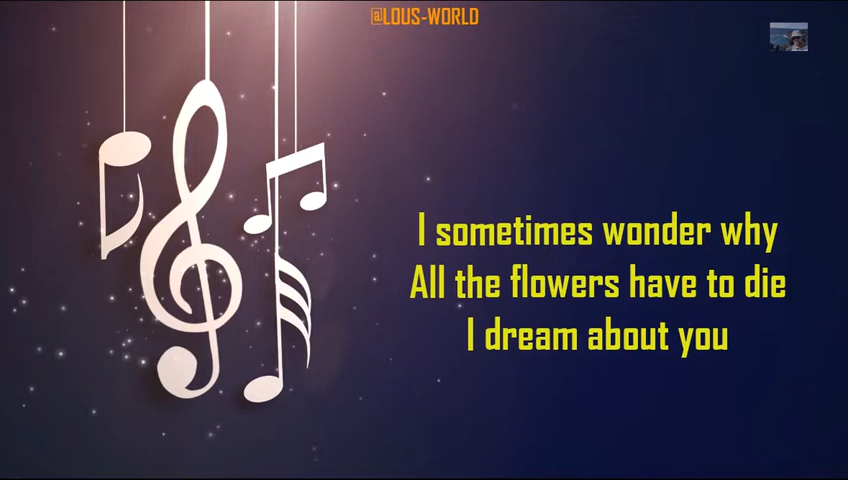 @LOUS-WORLD
I sometimes wonder why
All the flowers have to die
I dream about you